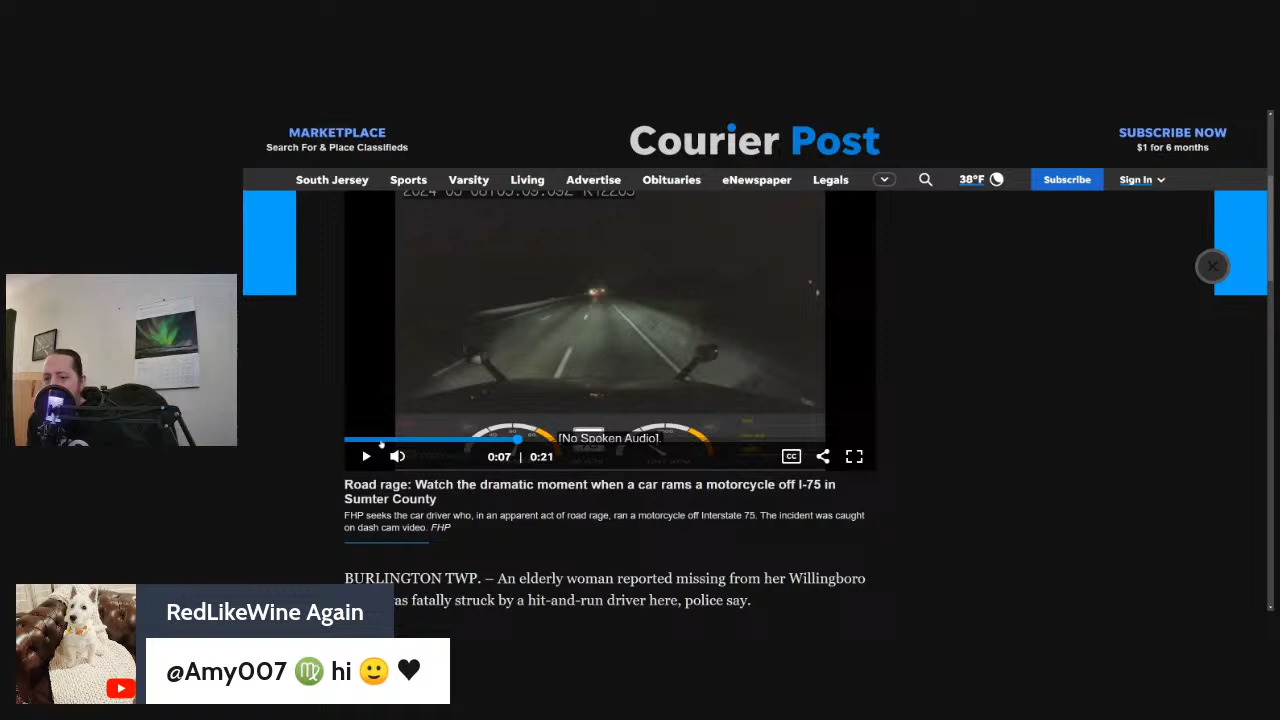 MARKETPLACE
Search For & Place Classifieds
Courier Post
SUBSCRIBE NOW
$1 for 6 months
South Jersey Sports Varsity Living Advertise Obituaries eNewspaper Legals 38°F Subscribe Sign In
[No Spoken Audio].
0:07 | 0:21
CC
Road rage: Watch the dramatic moment when a car rams a motorcycle off I-75 in
Sumter County
FHP seeks the car driver who, in an apparent act of road rage, ran a motorcycle off Interstate 75. The incident was caught
on dash cam video. FHP
BURLINGTON TWP. – An elderly woman reported missing from her Willingboro
as fatally struck by a hit-and-run driver here, police say.
RedLikeWine Again
@Amy007 ♍ hi 🙂 ♥